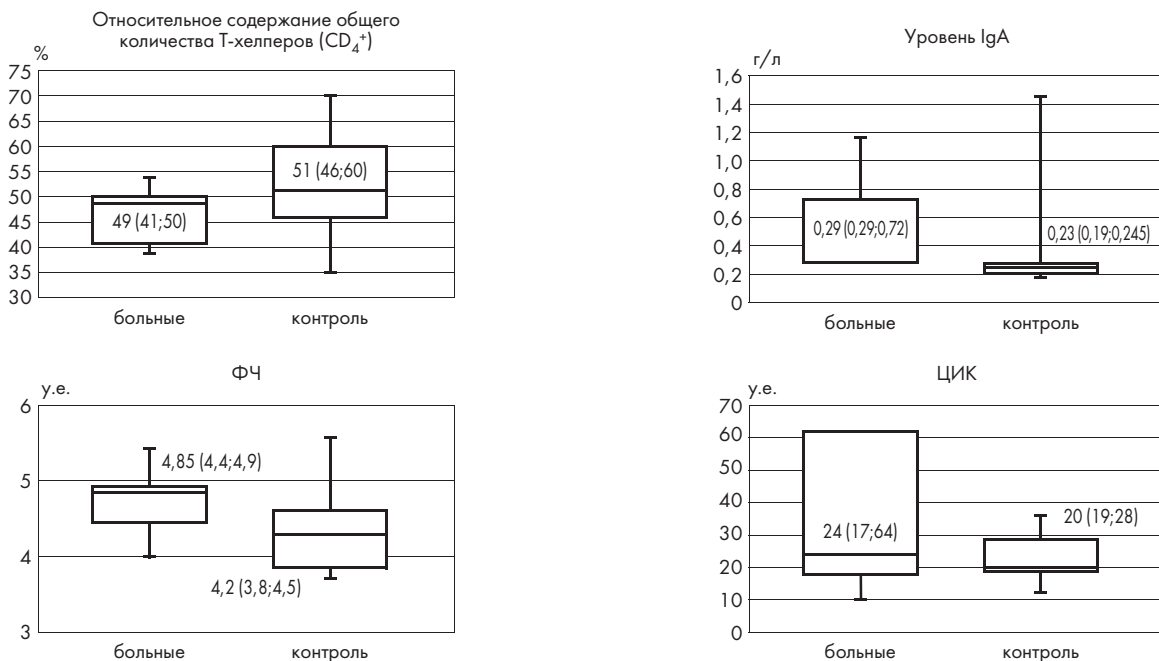 Относительное содержание общего
количества Т-хелперов (CD4+)
%
75
70
65
60
55
50
45
40
35
30
51 (46;60)
49 (41;50)
больные
контроль
Уровень IgA
г/л
1,6
1,4
1,2
1,0
0,8
0,6
0,4
0,2
0
0,29 (0,29;0,72)
0,23 (0,19;0,245)
больные
контроль
ФЧ
у.е.
6
5
4
3
4,85 (4,4;4,9)
4,2 (3,8;4,5)
больные
контроль
ЦИК
у.е.
70
60
50
40
30
20
10
0
24 (17;64)
20 (19;28)
больные
контроль